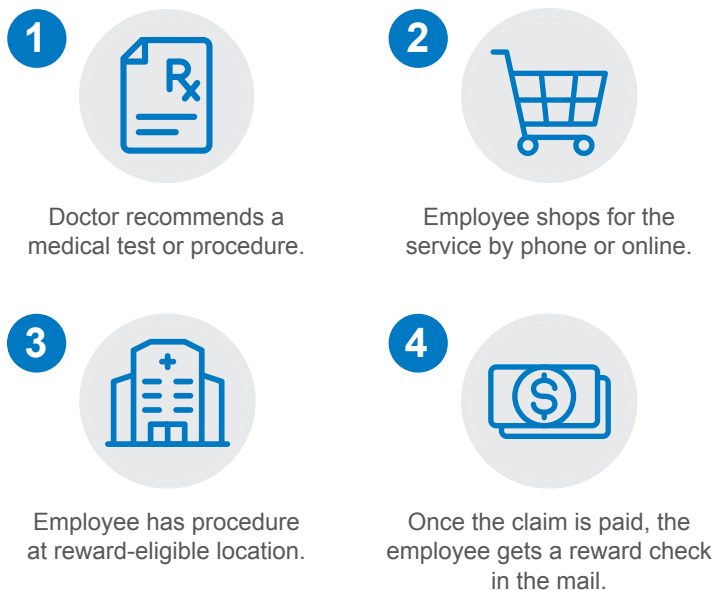 1
Rx
Doctor recommends a
medical test or procedure.
2
Employee shops for the
service by phone or online.
3
Employee has procedure
at reward-eligible location.
4
$
Once the claim is paid, the
employee gets a reward check
in the mail.